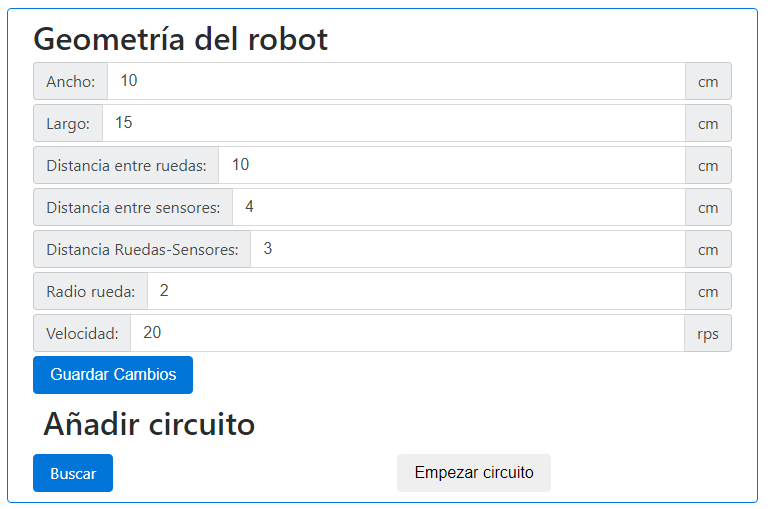 Geometría del robot
Ancho: 10 cm
Largo: 15 cm
Distancia entre ruedas: 10 cm
Distancia entre sensores: 4 cm
Distancia Ruedas-Sensores: 3 cm
Radio rueda: 2 cm
Velocidad: 20 rps
Guardar Cambios
Añadir circuito
Buscar Empezar circuito